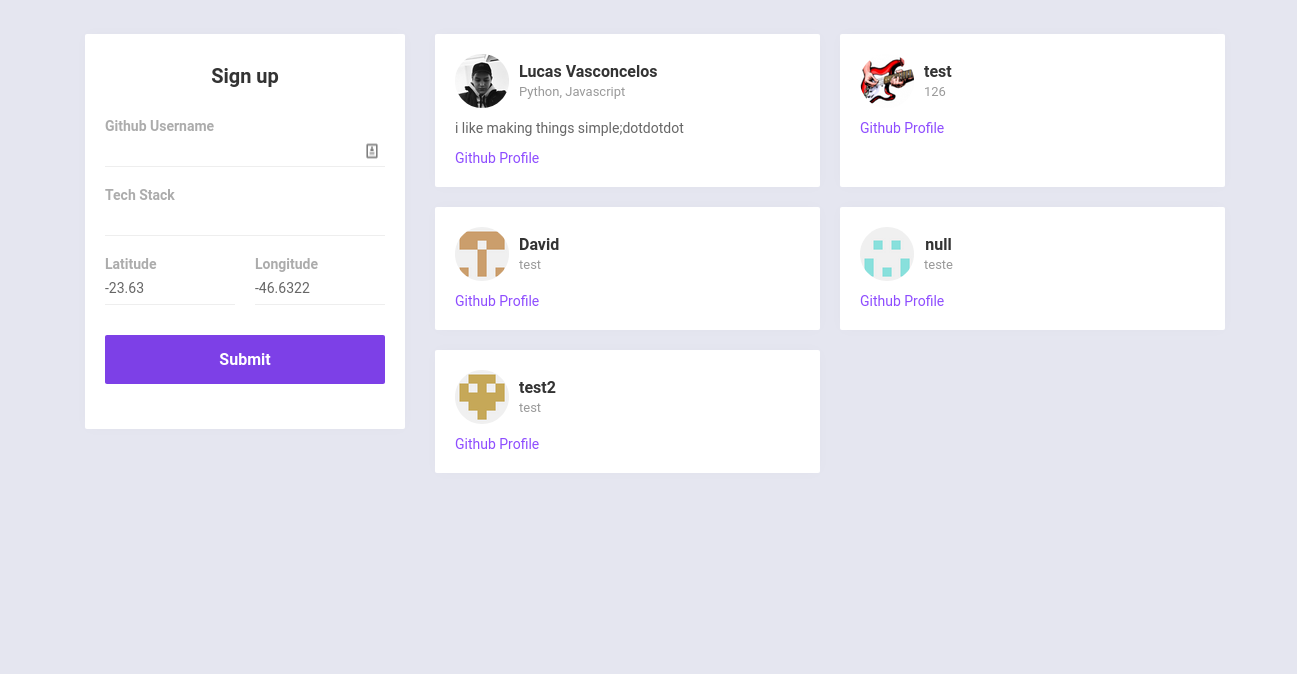 Sign up
Github Username
Tech Stack
Latitude Longitude
-23.63 -46.6322
Submit
Lucas Vasconcelos
Python, Javascript
i like making things simple;dotdotdot
Github Profile
test
126
Github Profile
David
test
Github Profile
null
teste
Github Profile
test2
test
Github Profile